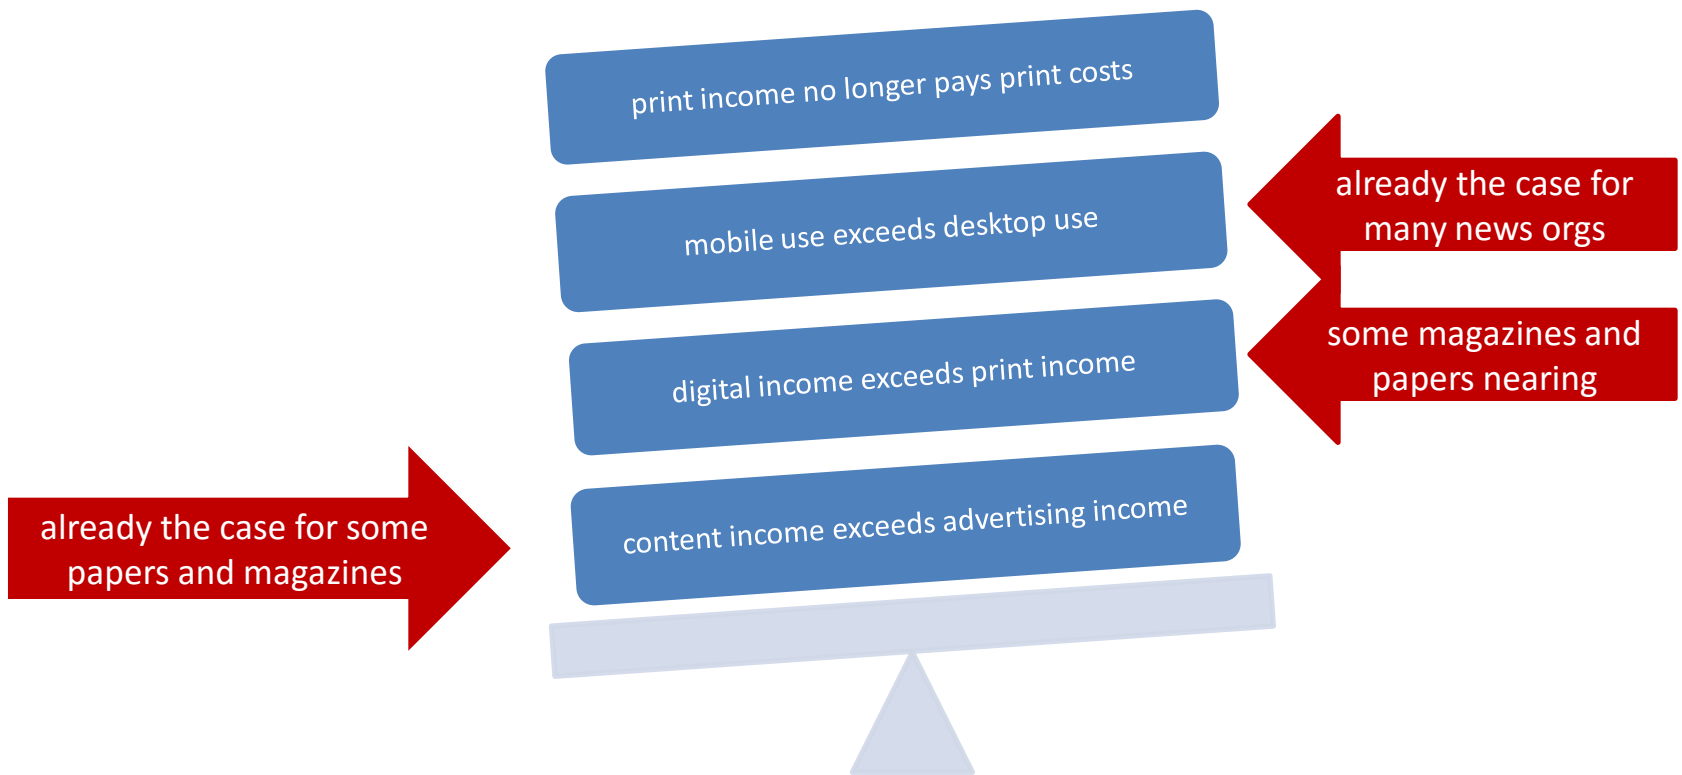 print income no longer pays print costs
mobile use exceeds desktop use
already the case for
many news orgs
digital income exceeds print income
some magazines and
papers nearing
content income exceeds advertising income
already the case for some
papers and magazines